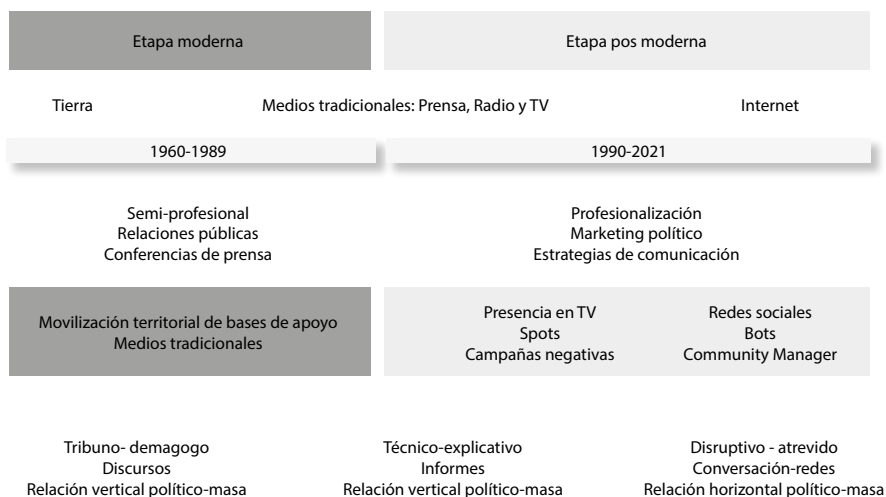 Etapa moderna
Etapa pos moderna
Tierra
Medios tradicionales: Prensa, Radio y TV
Internet
1960-1989
1990-2021
Semi-profesional
Relaciones públicas
Conferencias de prensa
Profesionalización
Marketing político
Estrategias de comunicación
Movilización territorial de bases de apoyo
Medios tradicionales
Presencia en TV
Spots
Campañas negativas
Redes sociales
Bots
Community Manager
Tribuno- demagogo
Discursos
Relación vertical político-masa
Técnico-explicativo
Informes
Relación vertical político-masa
Disruptivo - atrevido
Conversación-redes
Relación horizontal político-masa